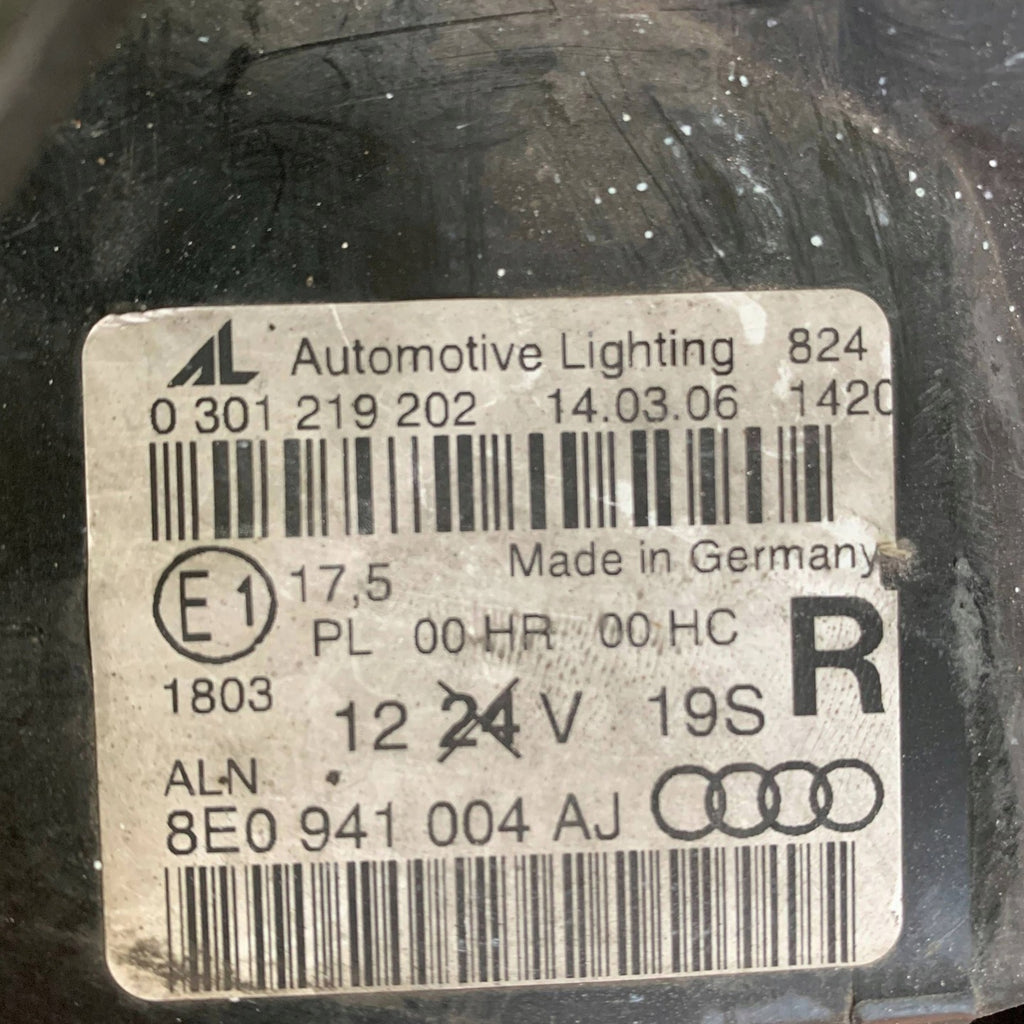 AL Automotive Lighting 824
0 301 219 202 14.03.06 1420
Made in Germany
E1 17,5
PL 00 HR 00 HC R
1803
12 24 V 19S
ALN
8E0 941 004 AJ